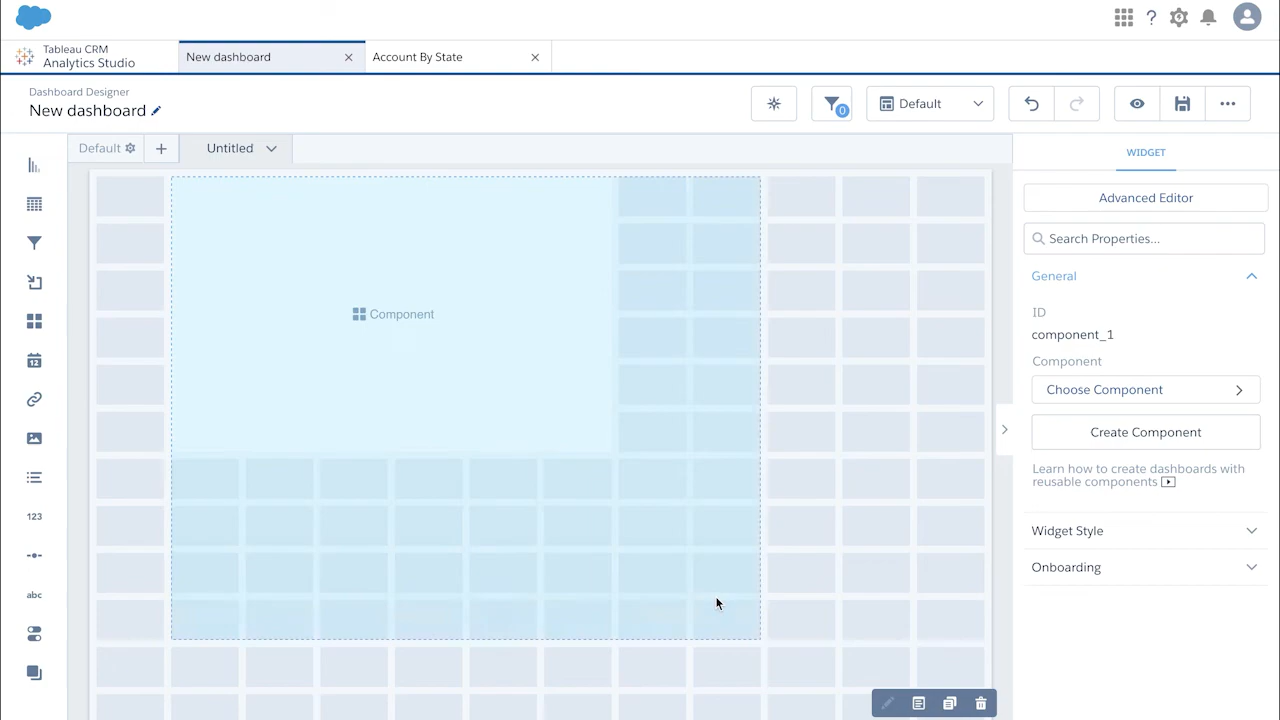 Tableau CRM
Analytics Studio
New dashboard
Account By State
Dashboard Designer
New dashboard
0
Default
Default
Untitled
WIDGET
Advanced Editor
Search Properties...
General
ID
component_1
Component
Choose Component
Create Component
Learn how to create dashboards with
reusable components
Widget Style
Onboarding
Component
12
123
abc